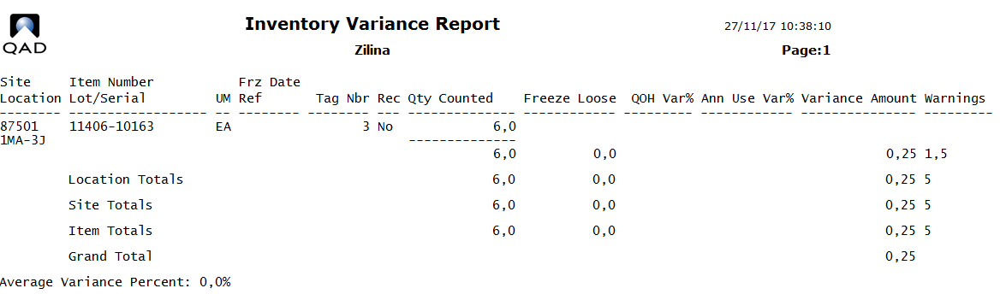 QAD
Inventory Variance Report 27/11/17 10:38:10
Zilina Page:1
Site Item Number Frz Date
Location Lot/Serial UM Ref Tag Nbr Rec Qty Counted Freeze Loose QOH Var% Ann Use Var% Variance Amount Warnings
-------- ------------------ -- -------- -------- --- -------------- ------------ --------- ------------ --------------- --------
87501 11406-10163 EA 3 No 6,0
1MA-3J --------------
6,0 0,0 0,25 1,5
Location Totals 6,0 0,0 0,25 5
Site Totals 6,0 0,0 0,25 5
Item Totals 6,0 0,0 0,25 5
Grand Total 0,25
Average Variance Percent: 0,0%